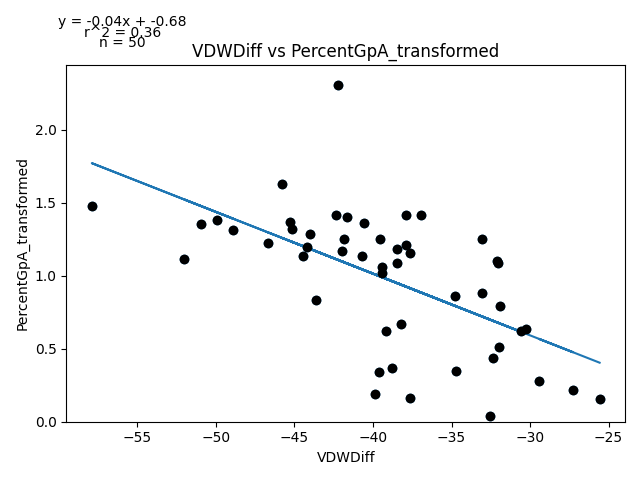 y = -0.04x + -0.68
r^2 = 0.36
n = 50
VDWDiff vs PercentGpA_transformed
2.0
1.5
1.0
0.5
0.0
PercentGpA_transformed
−55 −50 −45 −40 −35 −30 −25
VDWDiff